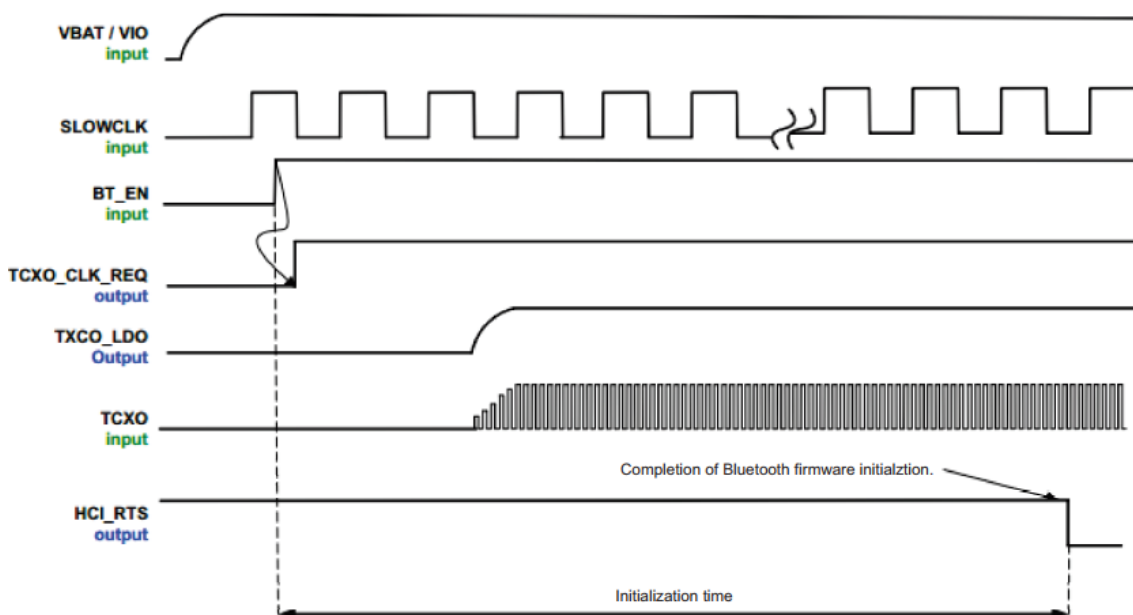 VBAT / VIO
input
SLOWCLK
input
BT_EN
input
TCXO_CLK_REQ
output
TXCO_LDO
Output
TCXO
input
Completion of Bluetooth firmware initialztion.
HCI_RTS
output
Initialization time